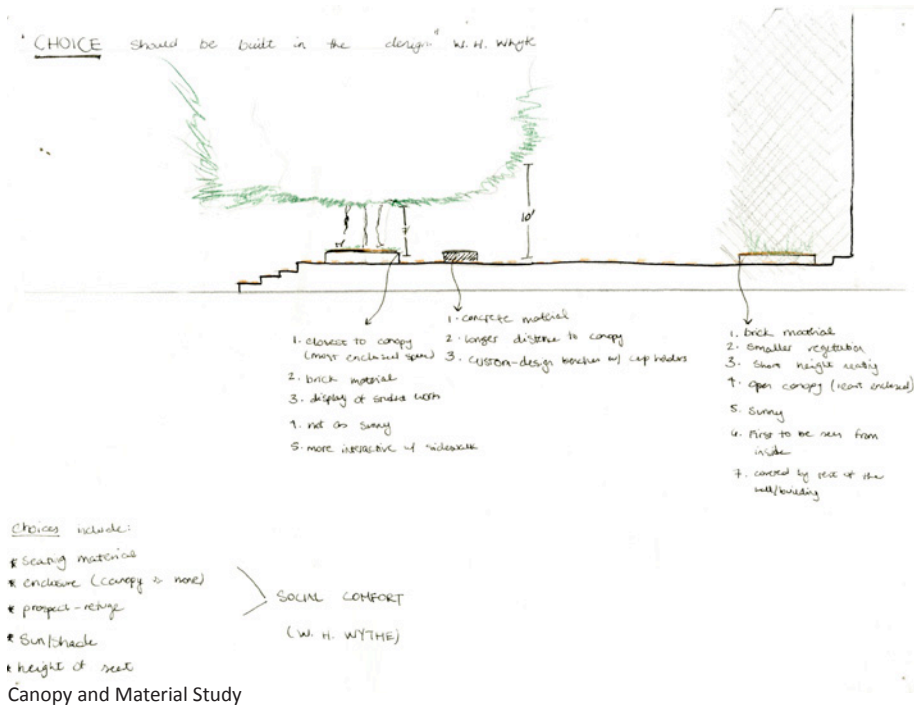 "CHOICE should be built in the design" W. H. Whyte
7'
10'
1. closest to canopy
(most enclosed space)
2. brick material
3. display of student work
4. not as sunny
5. more interactive w/ sidewalk
1. concrete material
2. longer distance to canopy
3. custom-design benches w/ cup holders
1. brick material
2. smaller vegetation
3. short height seating
4. open canopy (least enclosed)
5. sunny
6. First to be seen from
inside
7. covered by rest of the
wall/building
Choices include:
* seating material
* enclosure (canopy vs none)
* prospect-refuge
* Sun/shade
* height of seat
SOCIAL COMFORT
(W. H. WYTHE)
Canopy and Material Study